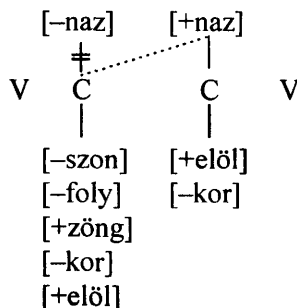 [–naz] [+naz]
V C C V
[–szon] [+elöl]
[–foly] [–kor]
[+zöng]
[–kor]
[+elöl]